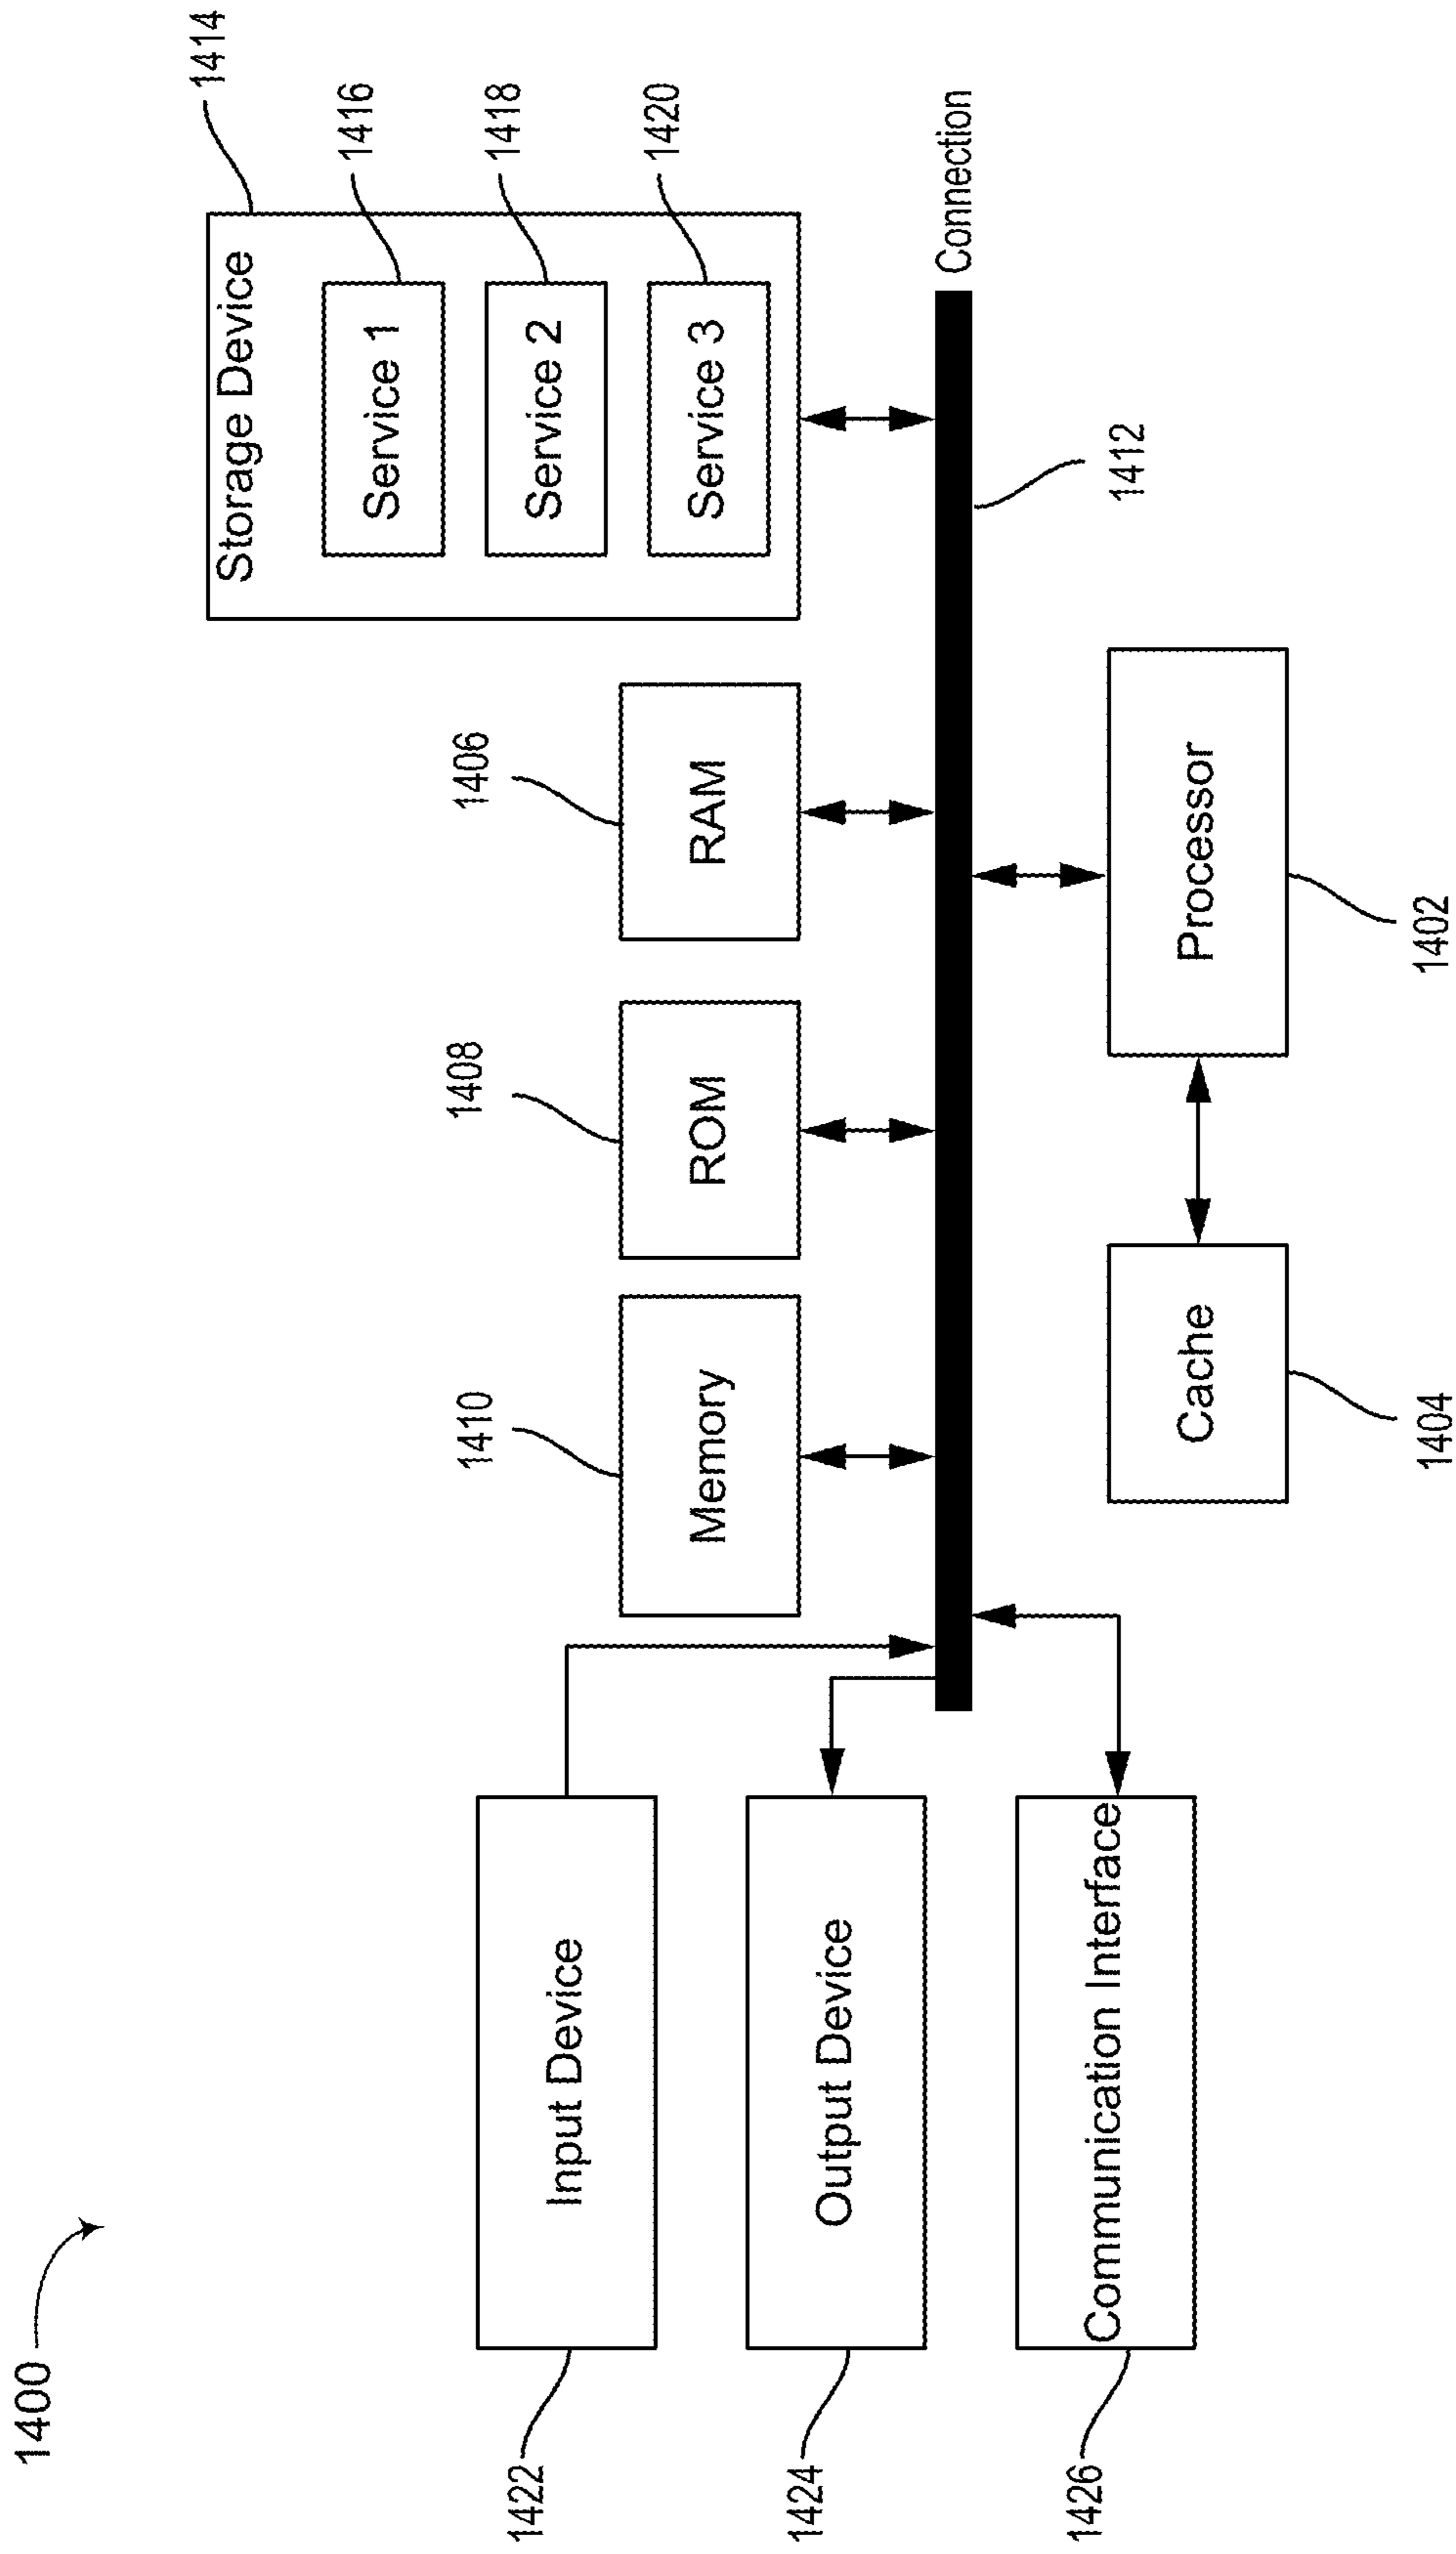 1400
1422
Input Device
1424
Output Device
1426
Communication Interface
1410
Memory
1408
ROM
1406
RAM
1414
Storage Device
1416
Service 1
1418
Service 2
1420
Service 3
Connection
1412
1404
Cache
1402
Processor